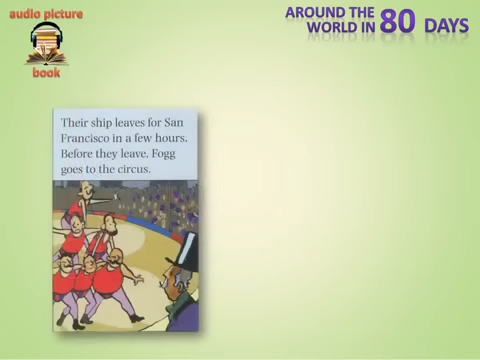 audio picture
book
AROUND THE
WORLD IN 80 DAYS
Their ship leaves for San
Francisco in a few hours.
Before they leave, Fogg
goes to the circus.